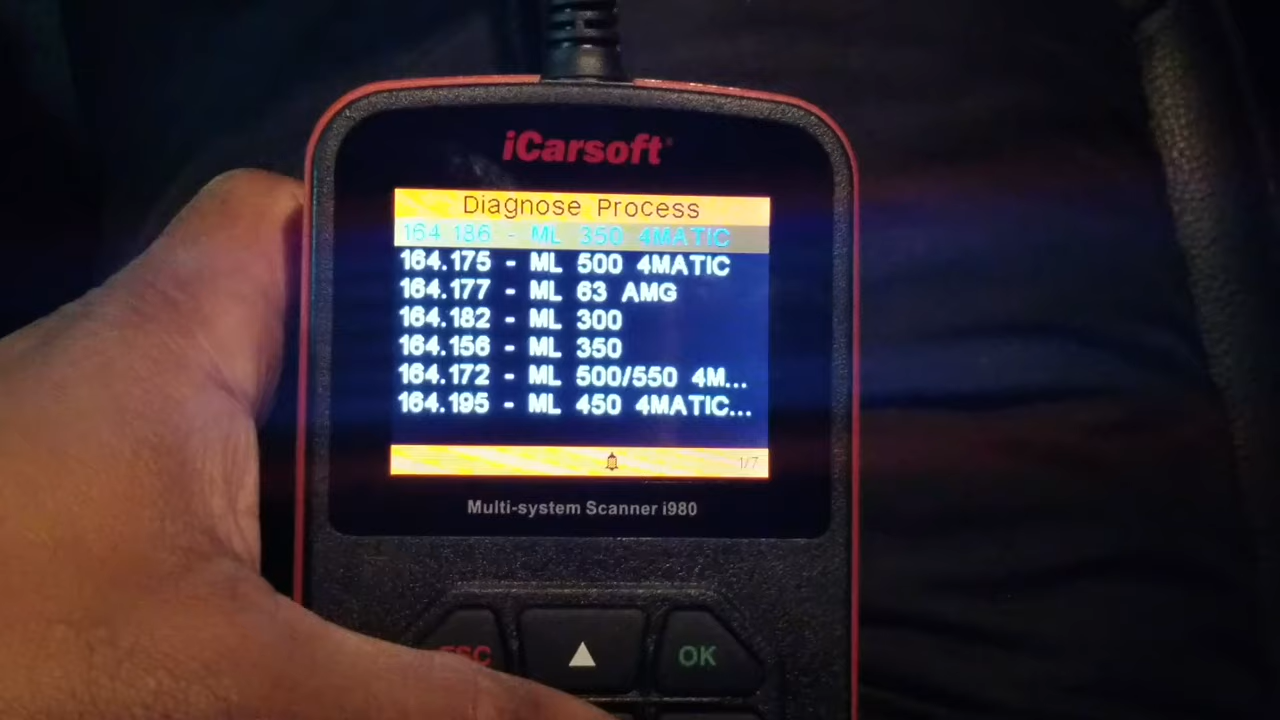 iCarsoft
Diagnose Process
164.186 - ML 350 4MATIC
164.175 - ML 500 4MATIC
164.177 - ML 63 AMG
164.182 - ML 300
164.156 - ML 350
164.172 - ML 500/550 4M...
164.195 - ML 450 4MATIC...
1/7
Multi-system Scanner i980
ESC
OK